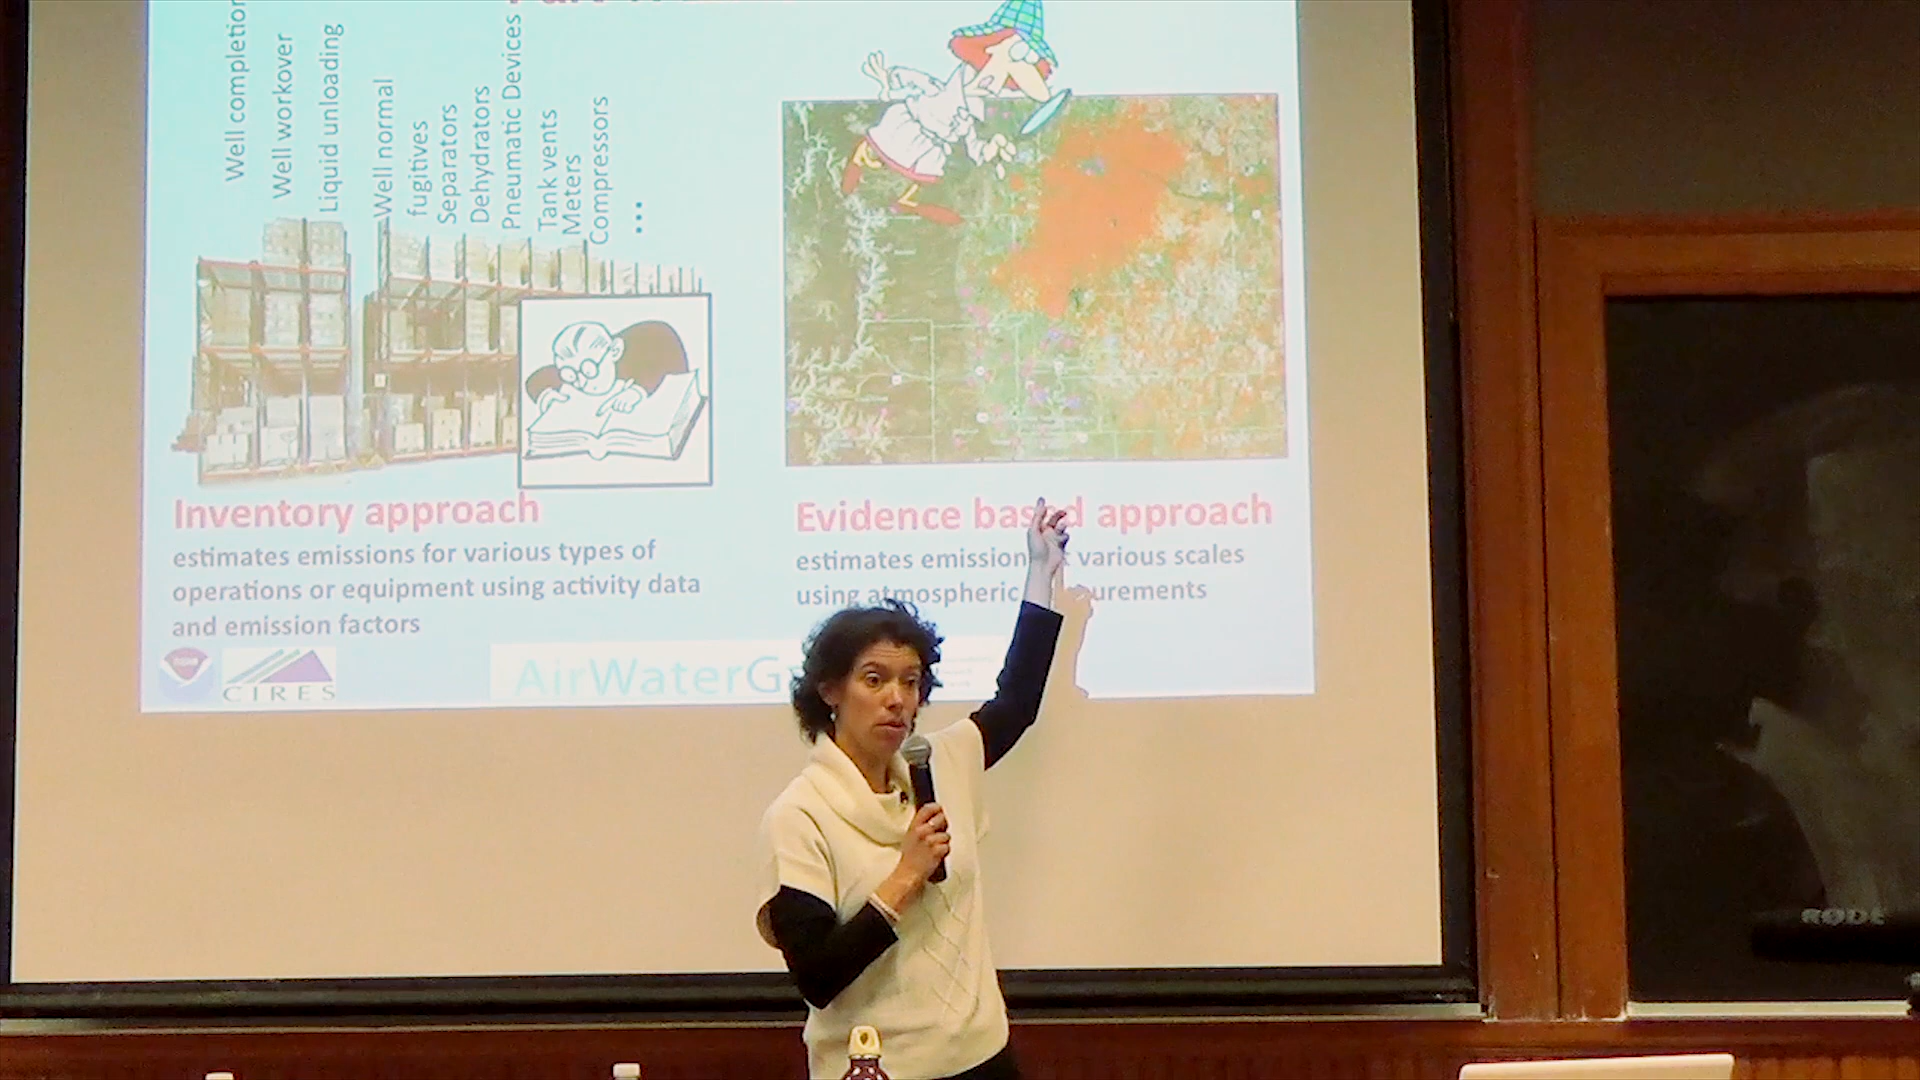 Well completion
Well workover
Liquid unloading
Well normal
fugitives
Separators
Dehydrators
Pneumatic Devices
Tank vents
Meters
Compressors
...
Inventory approach
estimates emissions for various types of
operations or equipment using activity data
and emission factors
Evidence based approach
estimates emission various scales
using atmospheric urements
CIRES
AirWaterG
RØDE